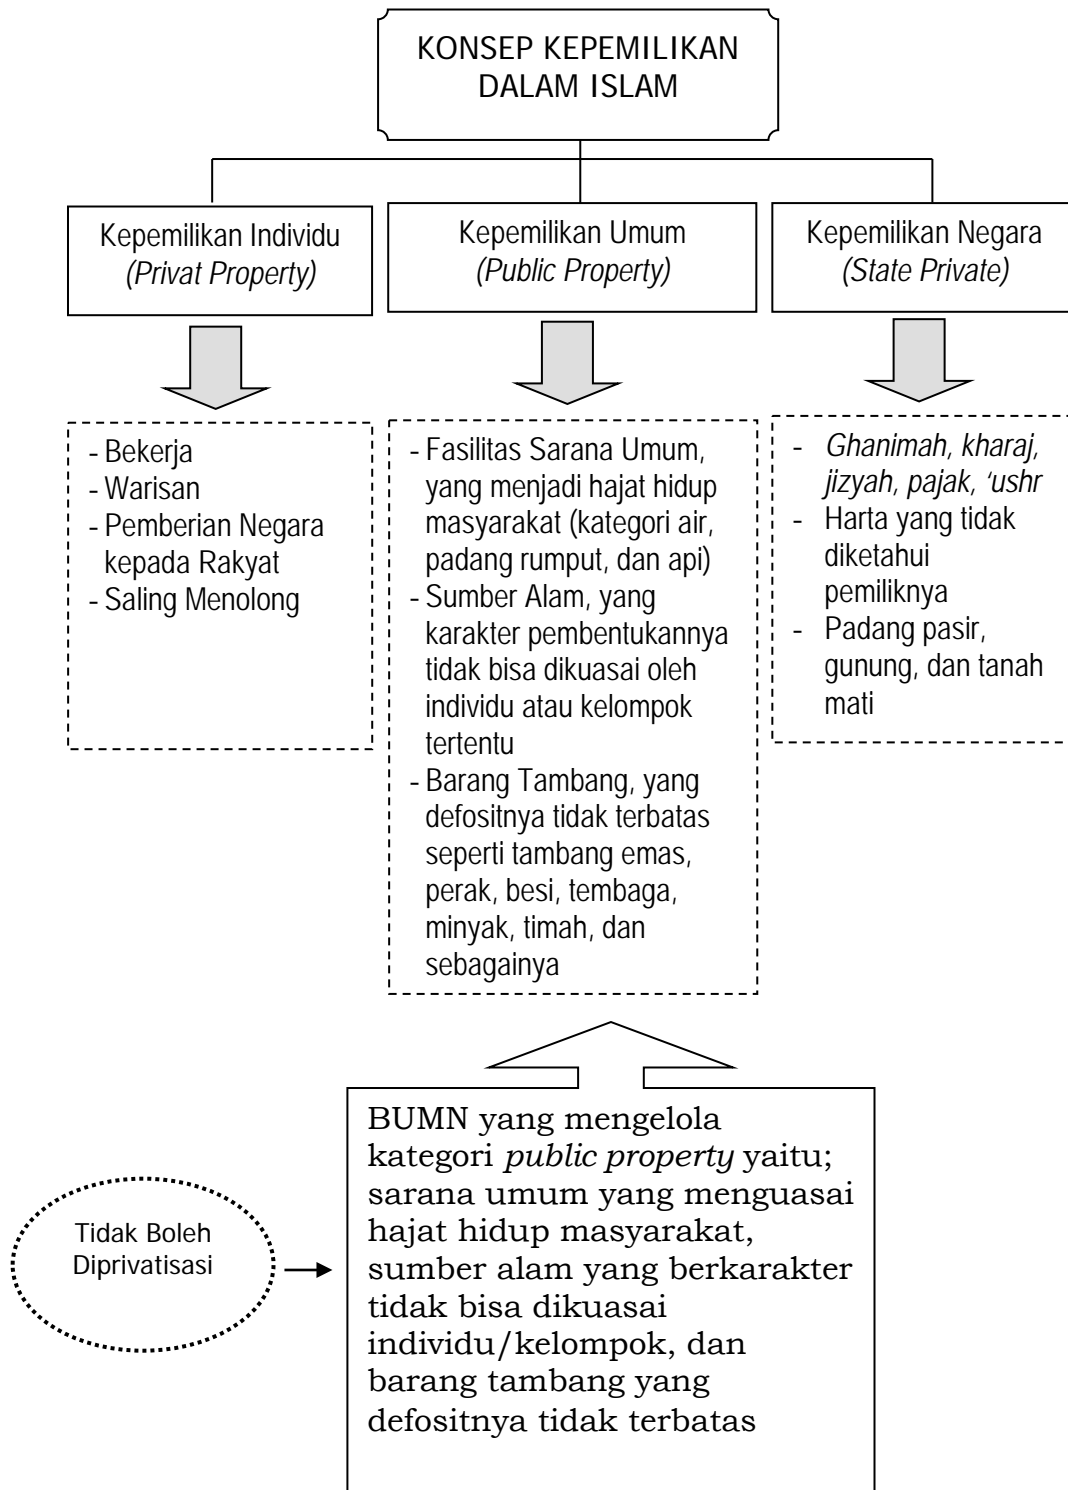 KONSEP KEPEMILIKAN
DALAM ISLAM
Kepemilikan Individu
(Privat Property)
Kepemilikan Umum
(Public Property)
Kepemilikan Negara
(State Private)
- Bekerja
- Warisan
- Pemberian Negara
kepada Rakyat
- Saling Menolong
- Fasilitas Sarana Umum,
yang menjadi hajat hidup
masyarakat (kategori air,
padang rumput, dan api)
- Sumber Alam, yang
karakter pembentukannya
tidak bisa dikuasai oleh
individu atau kelompok
tertentu
- Barang Tambang, yang
defositnya tidak terbatas
seperti tambang emas,
perak, besi, tembaga,
minyak, timah, dan
sebagainya
- Ghanimah, kharaj,
jizyah, pajak, ‘ushr
- Harta yang tidak
diketahui
pemiliknya
- Padang pasir,
gunung, dan tanah
mati
Tidak Boleh
Diprivatisasi
BUMN yang mengelola
kategori public property yaitu;
sarana umum yang menguasai
hajat hidup masyarakat,
sumber alam yang berkarakter
tidak bisa dikuasai
individu/kelompok, dan
barang tambang yang
defositnya tidak terbatas